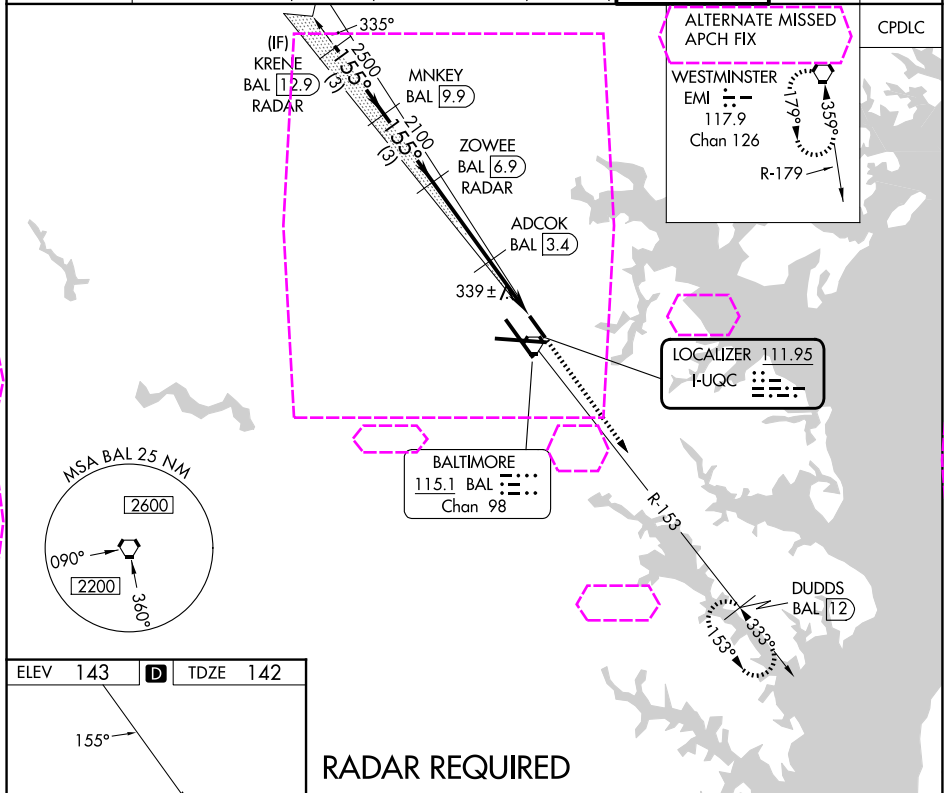 ALTERNATE MISSED
APCH FIX
CPDLC
335°
(IF)
KRENE
BAL 12.9
RADAR
2500
155°
(3)
MNKEY
BAL 9.9
2100
155°
(3)
ZOWEE
BAL 6.9
RADAR
ADCOK
BAL 3.4
339 ±
WESTMINSTER
EMI
117.9
Chan 126
179°
359°
R-179
LOCALIZER 111.95
I-UQC
BALTIMORE
115.1 BAL
Chan 98
MSA BAL 25 NM
2600
090°
2200
360°
R-153
DUDDS
BAL 12
153°
333°
ELEV 143 D TDZE 142
155°
RADAR REQUIRED